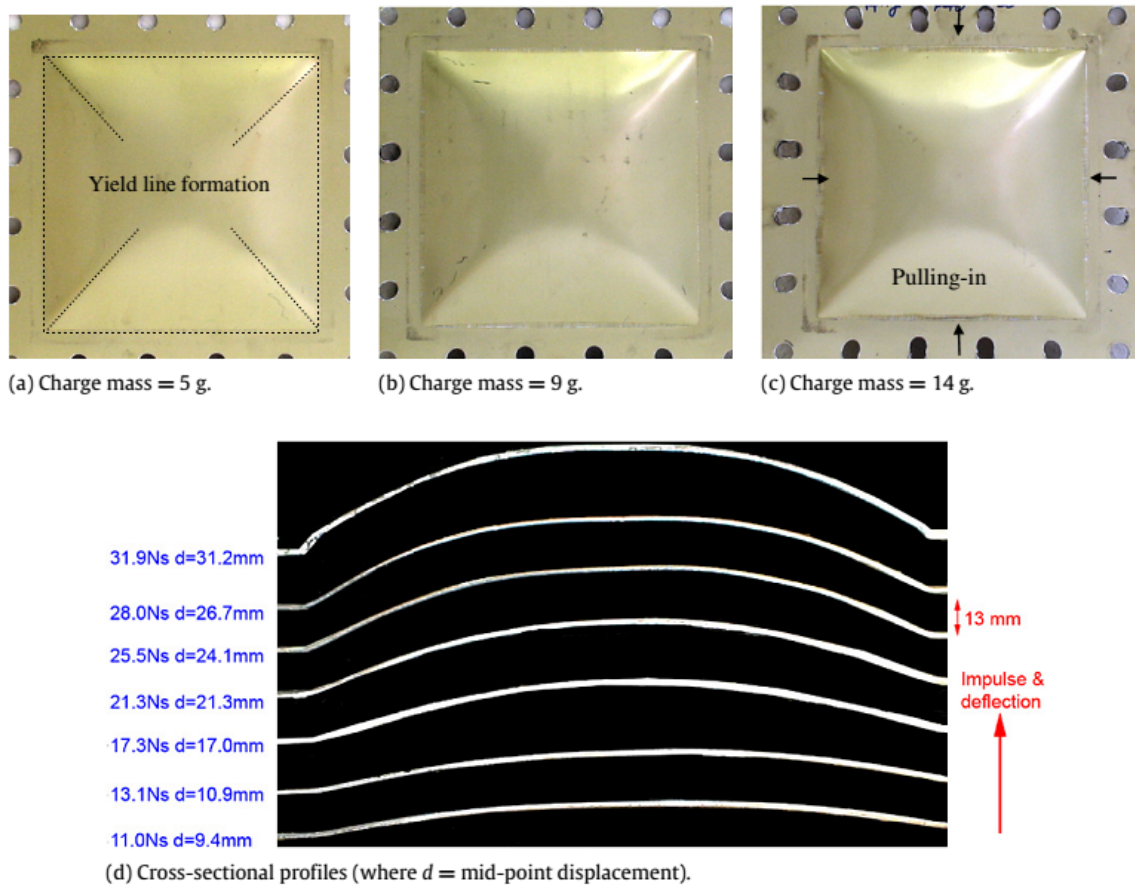 Yield line formation
Pulling-in
(a) Charge mass = 5 g.
(b) Charge mass = 9 g.
(c) Charge mass = 14 g.
31.9Ns d=31.2mm
28.0Ns d=26.7mm
25.5Ns d=24.1mm
21.3Ns d=21.3mm
17.3Ns d=17.0mm
13.1Ns d=10.9mm
11.0Ns d=9.4mm
13 mm
Impulse &
deflection
(d) Cross-sectional profiles (where d = mid-point displacement).